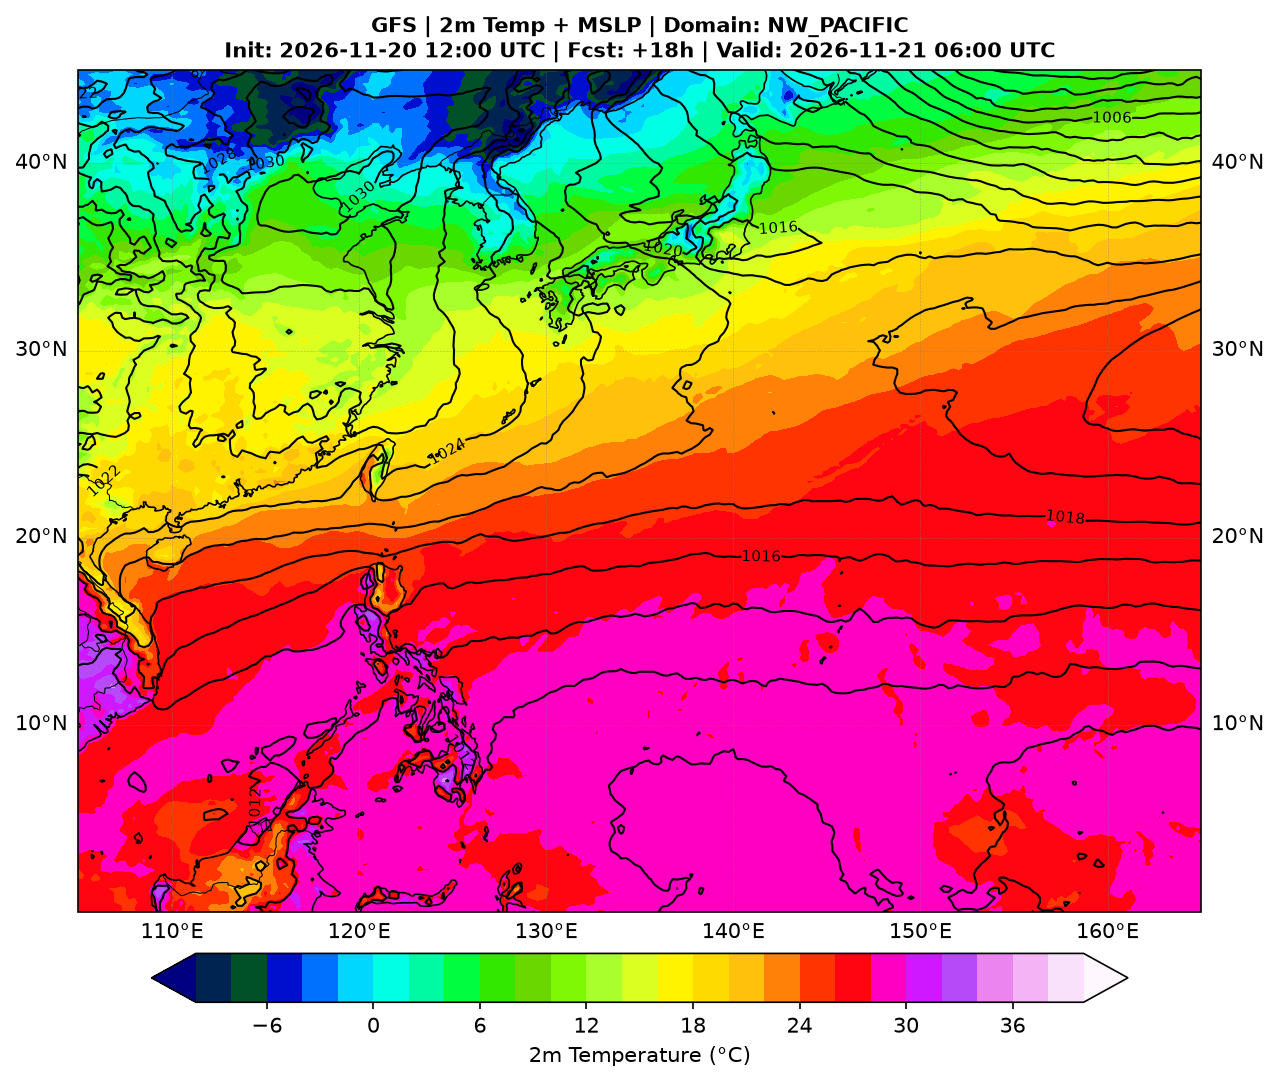 GFS | 2m Temp + MSLP | Domain: NW_PACIFIC
Init: 2026-11-20 12:00 UTC | Fcst: +18h | Valid: 2026-11-21 06:00 UTC
1006
40°N
1028
1030
40°N
1030
1016
1020
30°N
30°N
1024
1022
1018
20°N
20°N
1016
10°N
10°N
1012
110°E
120°E
130°E
140°E
150°E
160°E
−6
0
6
12
18
24
30
36
2m Temperature (°C)